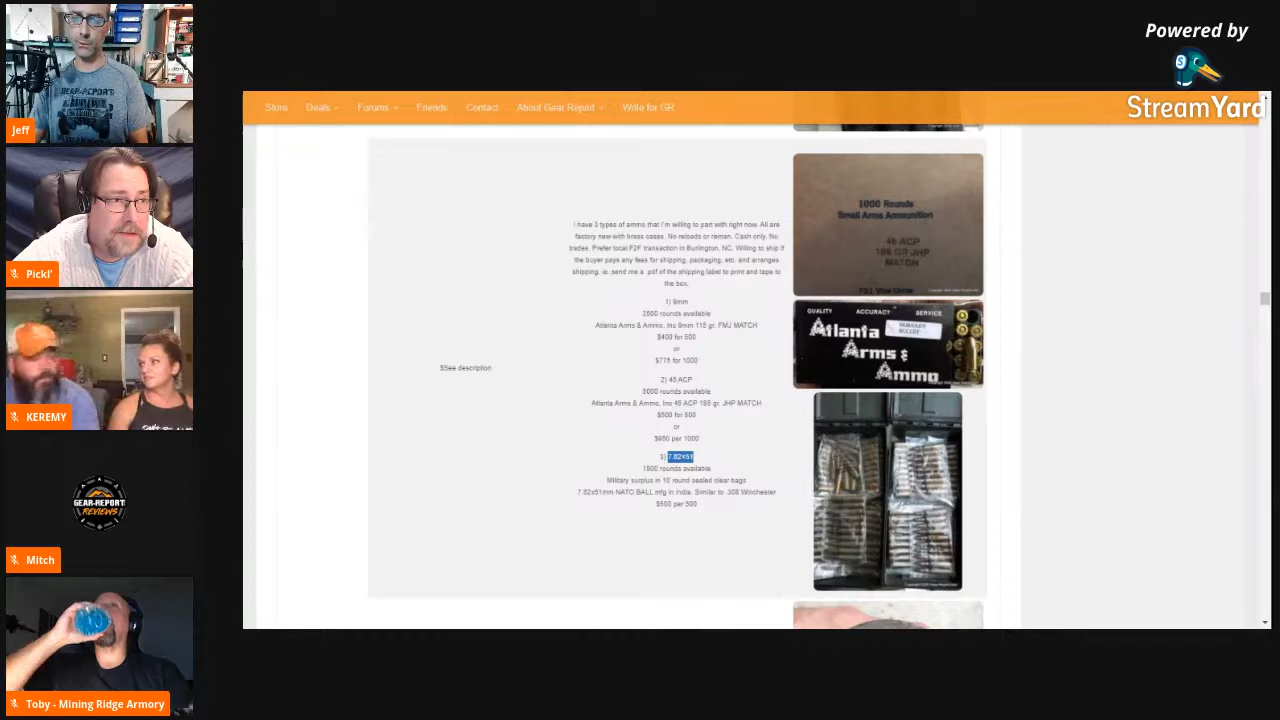 Powered by
StreamYard
Jeff
Pickl'
KEREMY
GEAR-REPORT
REVIEWS
Mitch
Toby - Mining Ridge Armory
GEAR-REPORT
Store Deals Forums Friends Contact About Gear Report Write for GR
I have 3 types of ammo that I'm willing to part with right now. All are
factory new with brass cases. No reloads or reman. Cash only. No
trades. Prefer local F2F transaction in Burlington, NC. Willing to ship if
the buyer pays any fees for shipping, packaging, etc. and arranges
shipping. ie. send me a .pdf of the shipping label to print and tape to
the box.
1) 9mm
2500 rounds available
Atlanta Arms & Ammo, Inc 9mm 115 gr. FMJ MATCH
$400 for 500
or
$775 for 1000
2) 45 ACP
5000 rounds available
Atlanta Arms & Ammo, Inc 45 ACP 185 gr. JHP MATCH
$500 for 500
or
$950 per 1000
3) 7.62x51
1500 rounds available
Military surplus in 10 round sealed clear bags
7.62x51mm NATO BALL mfg in India. Similar to .308 Winchester
$500 per 500
$See description
1000 Rounds
Small Arms Ammunition
45 ACP
185 GR JHP
MATCH
QUALITY ACCURACY SERVICE
HORNADY
BULLET
Atlanta
Arms &
Ammo